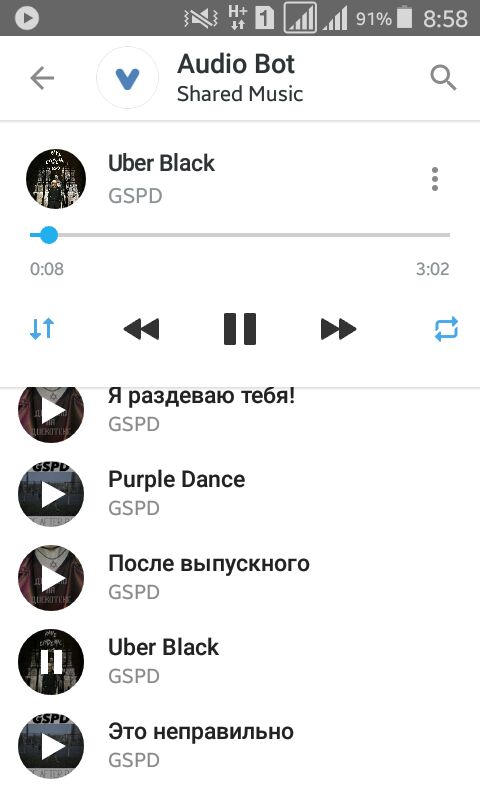 H+
1
91%
8:58
Audio Bot
Shared Music
Uber Black
GSPD
0:08
3:02
Я раздеваю тебя!
GSPD
Purple Dance
GSPD
GSPD
После выпускного
GSPD
Uber Black
GSPD
GSPD
Это неправильно
GSPD